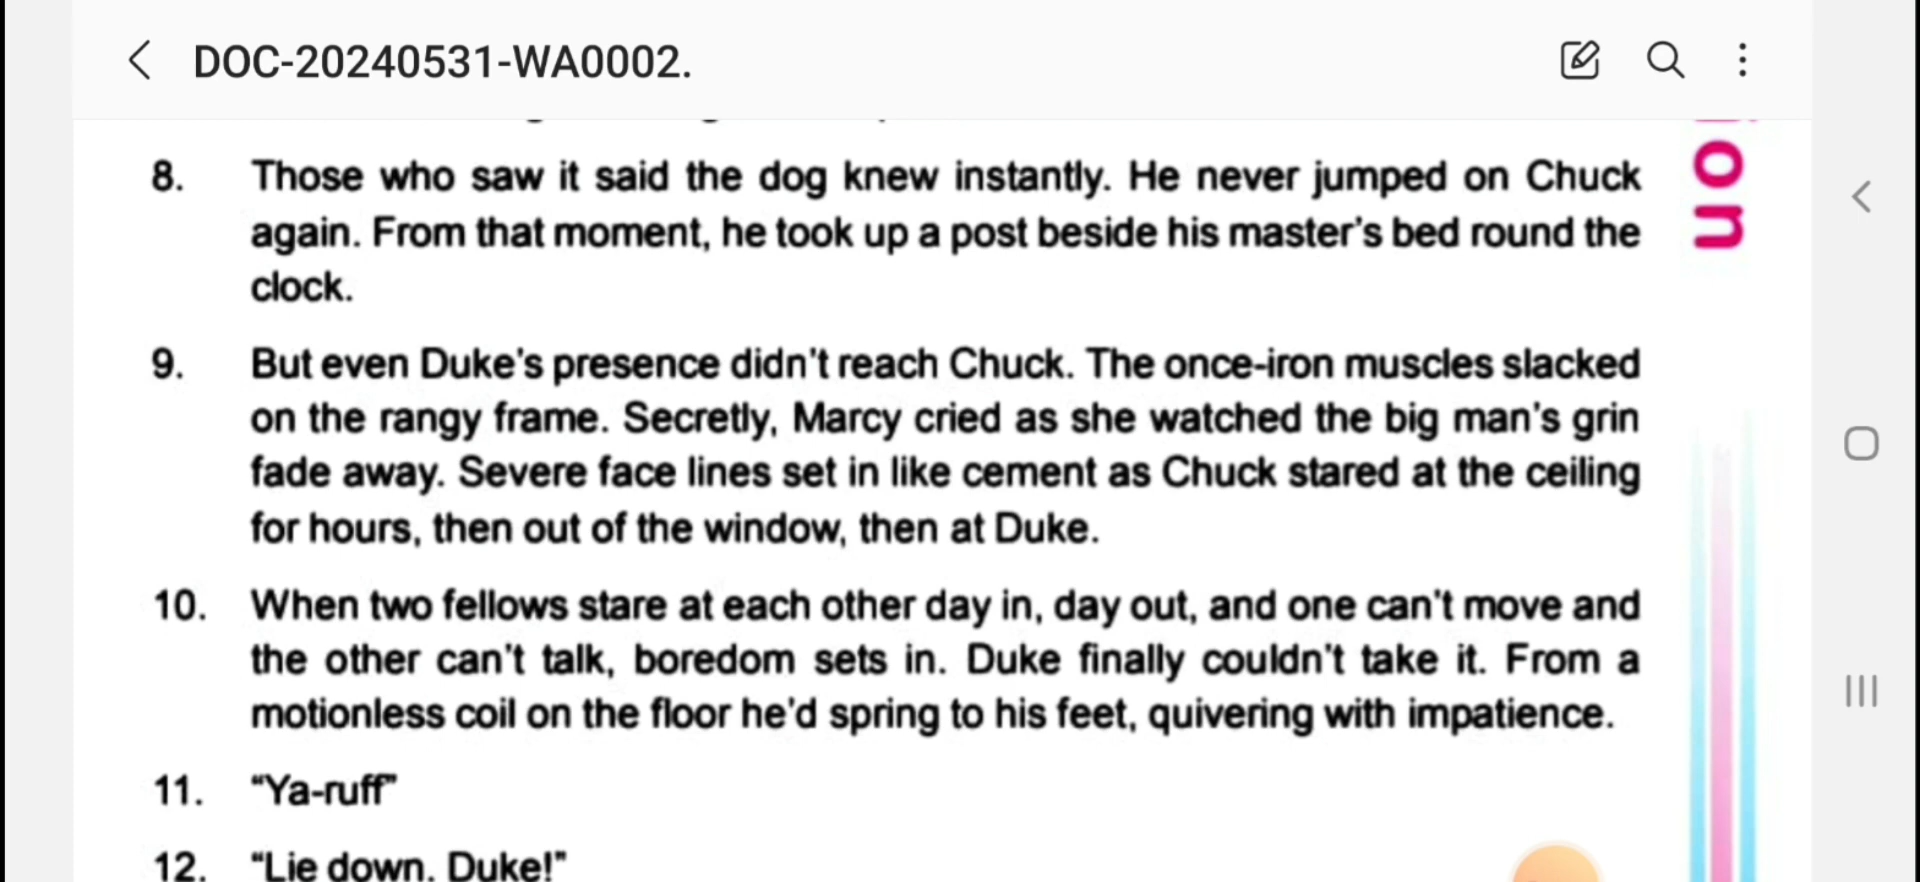 DOC-20240531-WA0002.
8. Those who saw it said the dog knew instantly. He never jumped on Chuck
again. From that moment, he took up a post beside his master's bed round the
clock.
9. But even Duke's presence didn't reach Chuck. The once-iron muscles slacked
on the rangy frame. Secretly, Marcy cried as she watched the big man's grin
fade away. Severe face lines set in like cement as Chuck stared at the ceiling
for hours, then out of the window, then at Duke.
10. When two fellows stare at each other day in, day out, and one can't move and
the other can't talk, boredom sets in. Duke finally couldn't take it. From a
motionless coil on the floor he'd spring to his feet, quivering with impatience.
11. “Ya-ruff”
12. “Lie down. Duke!”